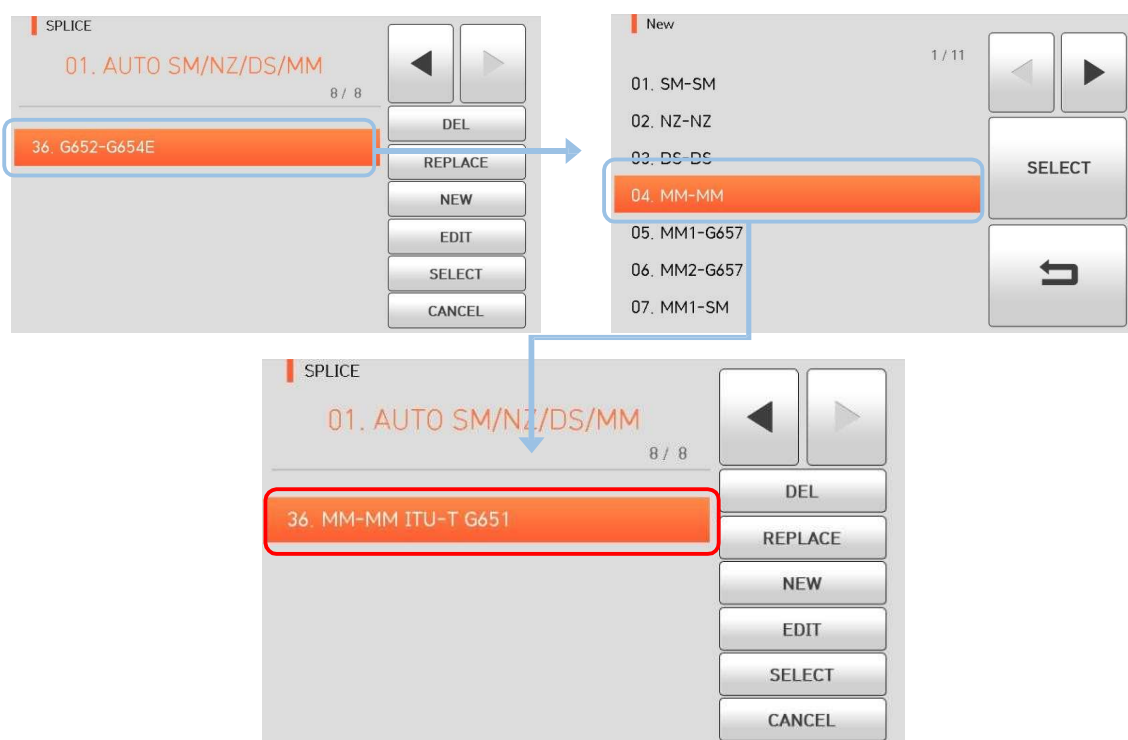 SPLICE
01. AUTO SM/NZ/DS/MM
8 / 8
36. G652-G654E
DEL
REPLACE
NEW
EDIT
SELECT
CANCEL
New
1 / 11
01. SM-SM
02. NZ-NZ
03. DS-DS
04. MM-MM
05. MM1-G657
06. MM2-G657
07. MM1-SM
SELECT
SPLICE
01. AUTO SM/NZ/DS/MM
8 / 8
36. MM-MM ITU-T G651
DEL
REPLACE
NEW
EDIT
SELECT
CANCEL